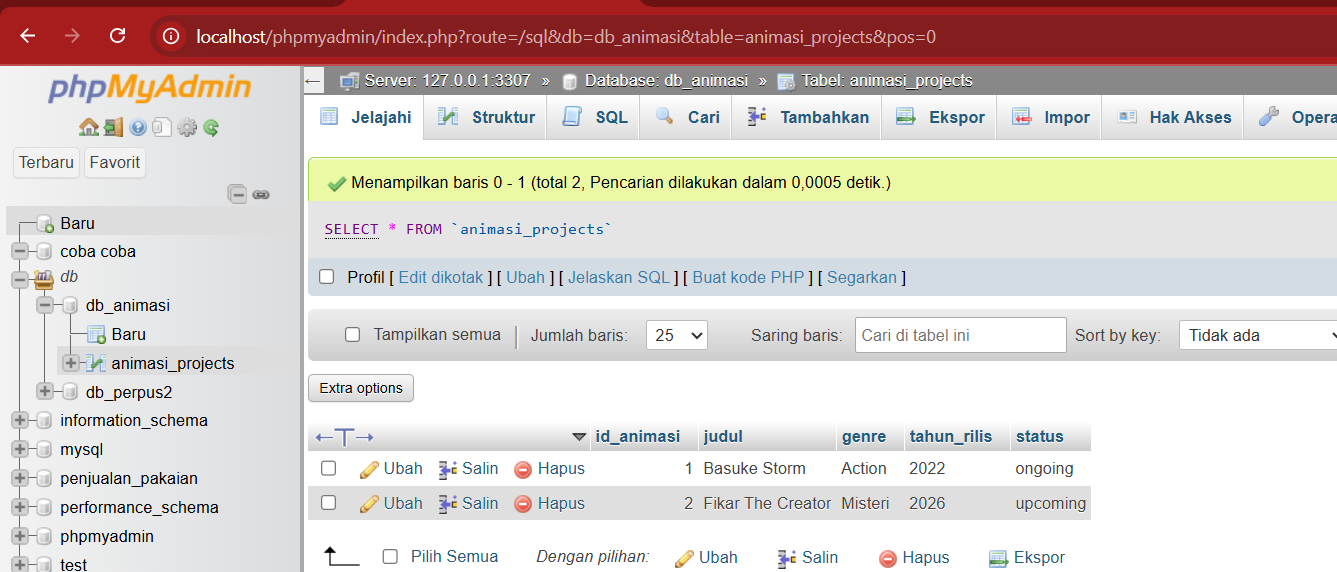 localhost/phpmyadmin/index.php?route=/sql&db=db_animasi&table=animasi_projects&pos=0
phpMyAdmin
Terbaru Favorit
Baru
coba coba
db
db_animasi
Baru
animasi_projects
db_perpus2
information_schema
mysql
penjualan_pakaian
performance_schema
phpmyadmin
test
Server: 127.0.0.1:3307 » Database: db_animasi » Tabel: animasi_projects
Jelajahi Struktur SQL Cari Tambahkan Ekspor Impor Hak Akses Opera
Menampilkan baris 0 - 1 (total 2, Pencarian dilakukan dalam 0,0005 detik.)
SELECT * FROM `animasi_projects`
Profil [ Edit dikotak ] [ Ubah ] [ Jelaskan SQL ] [ Buat kode PHP ] [ Segarkan ]
Tampilkan semua Jumlah baris: 25 Saring baris: Cari di tabel ini Sort by key: Tidak ada
Extra options
←T→ id_animasi judul genre tahun_rilis status
Ubah Salin Hapus 1 Basuke Storm Action 2022 ongoing
Ubah Salin Hapus 2 Fikar The Creator Misteri 2026 upcoming
Pilih Semua Dengan pilihan: Ubah Salin Hapus Ekspor